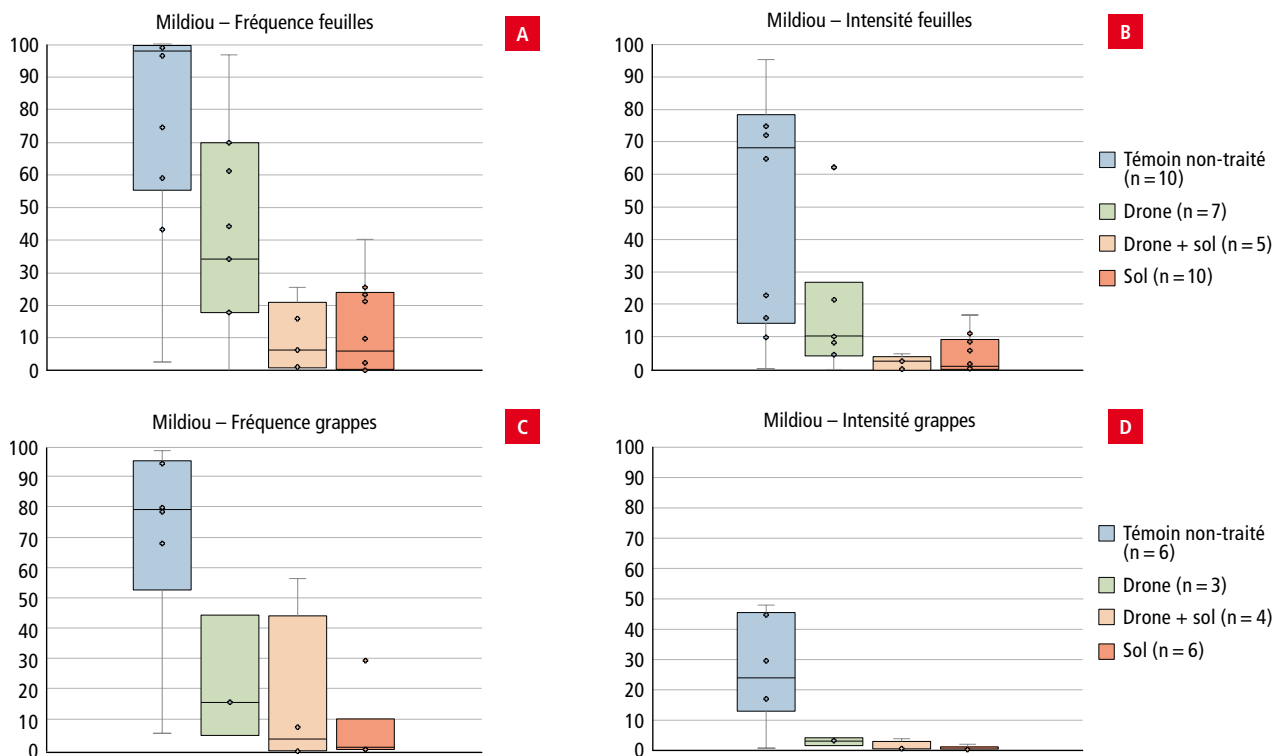 Mildiou – Fréquence feuilles
A
100
90
80
70
60
50
40
30
20
10
0
Mildiou – Intensité feuilles
B
100
90
80
70
60
50
40
30
20
10
0
Témoin non-traité
(n = 10)
Drone (n = 7)
Drone + sol (n = 5)
Sol (n = 10)
Mildiou – Fréquence grappes
C
100
90
80
70
60
50
40
30
20
10
0
Mildiou – Intensité grappes
D
100
90
80
70
60
50
40
30
20
10
0
Témoin non-traité
(n = 6)
Drone (n = 3)
Drone + sol (n = 4)
Sol (n = 6)